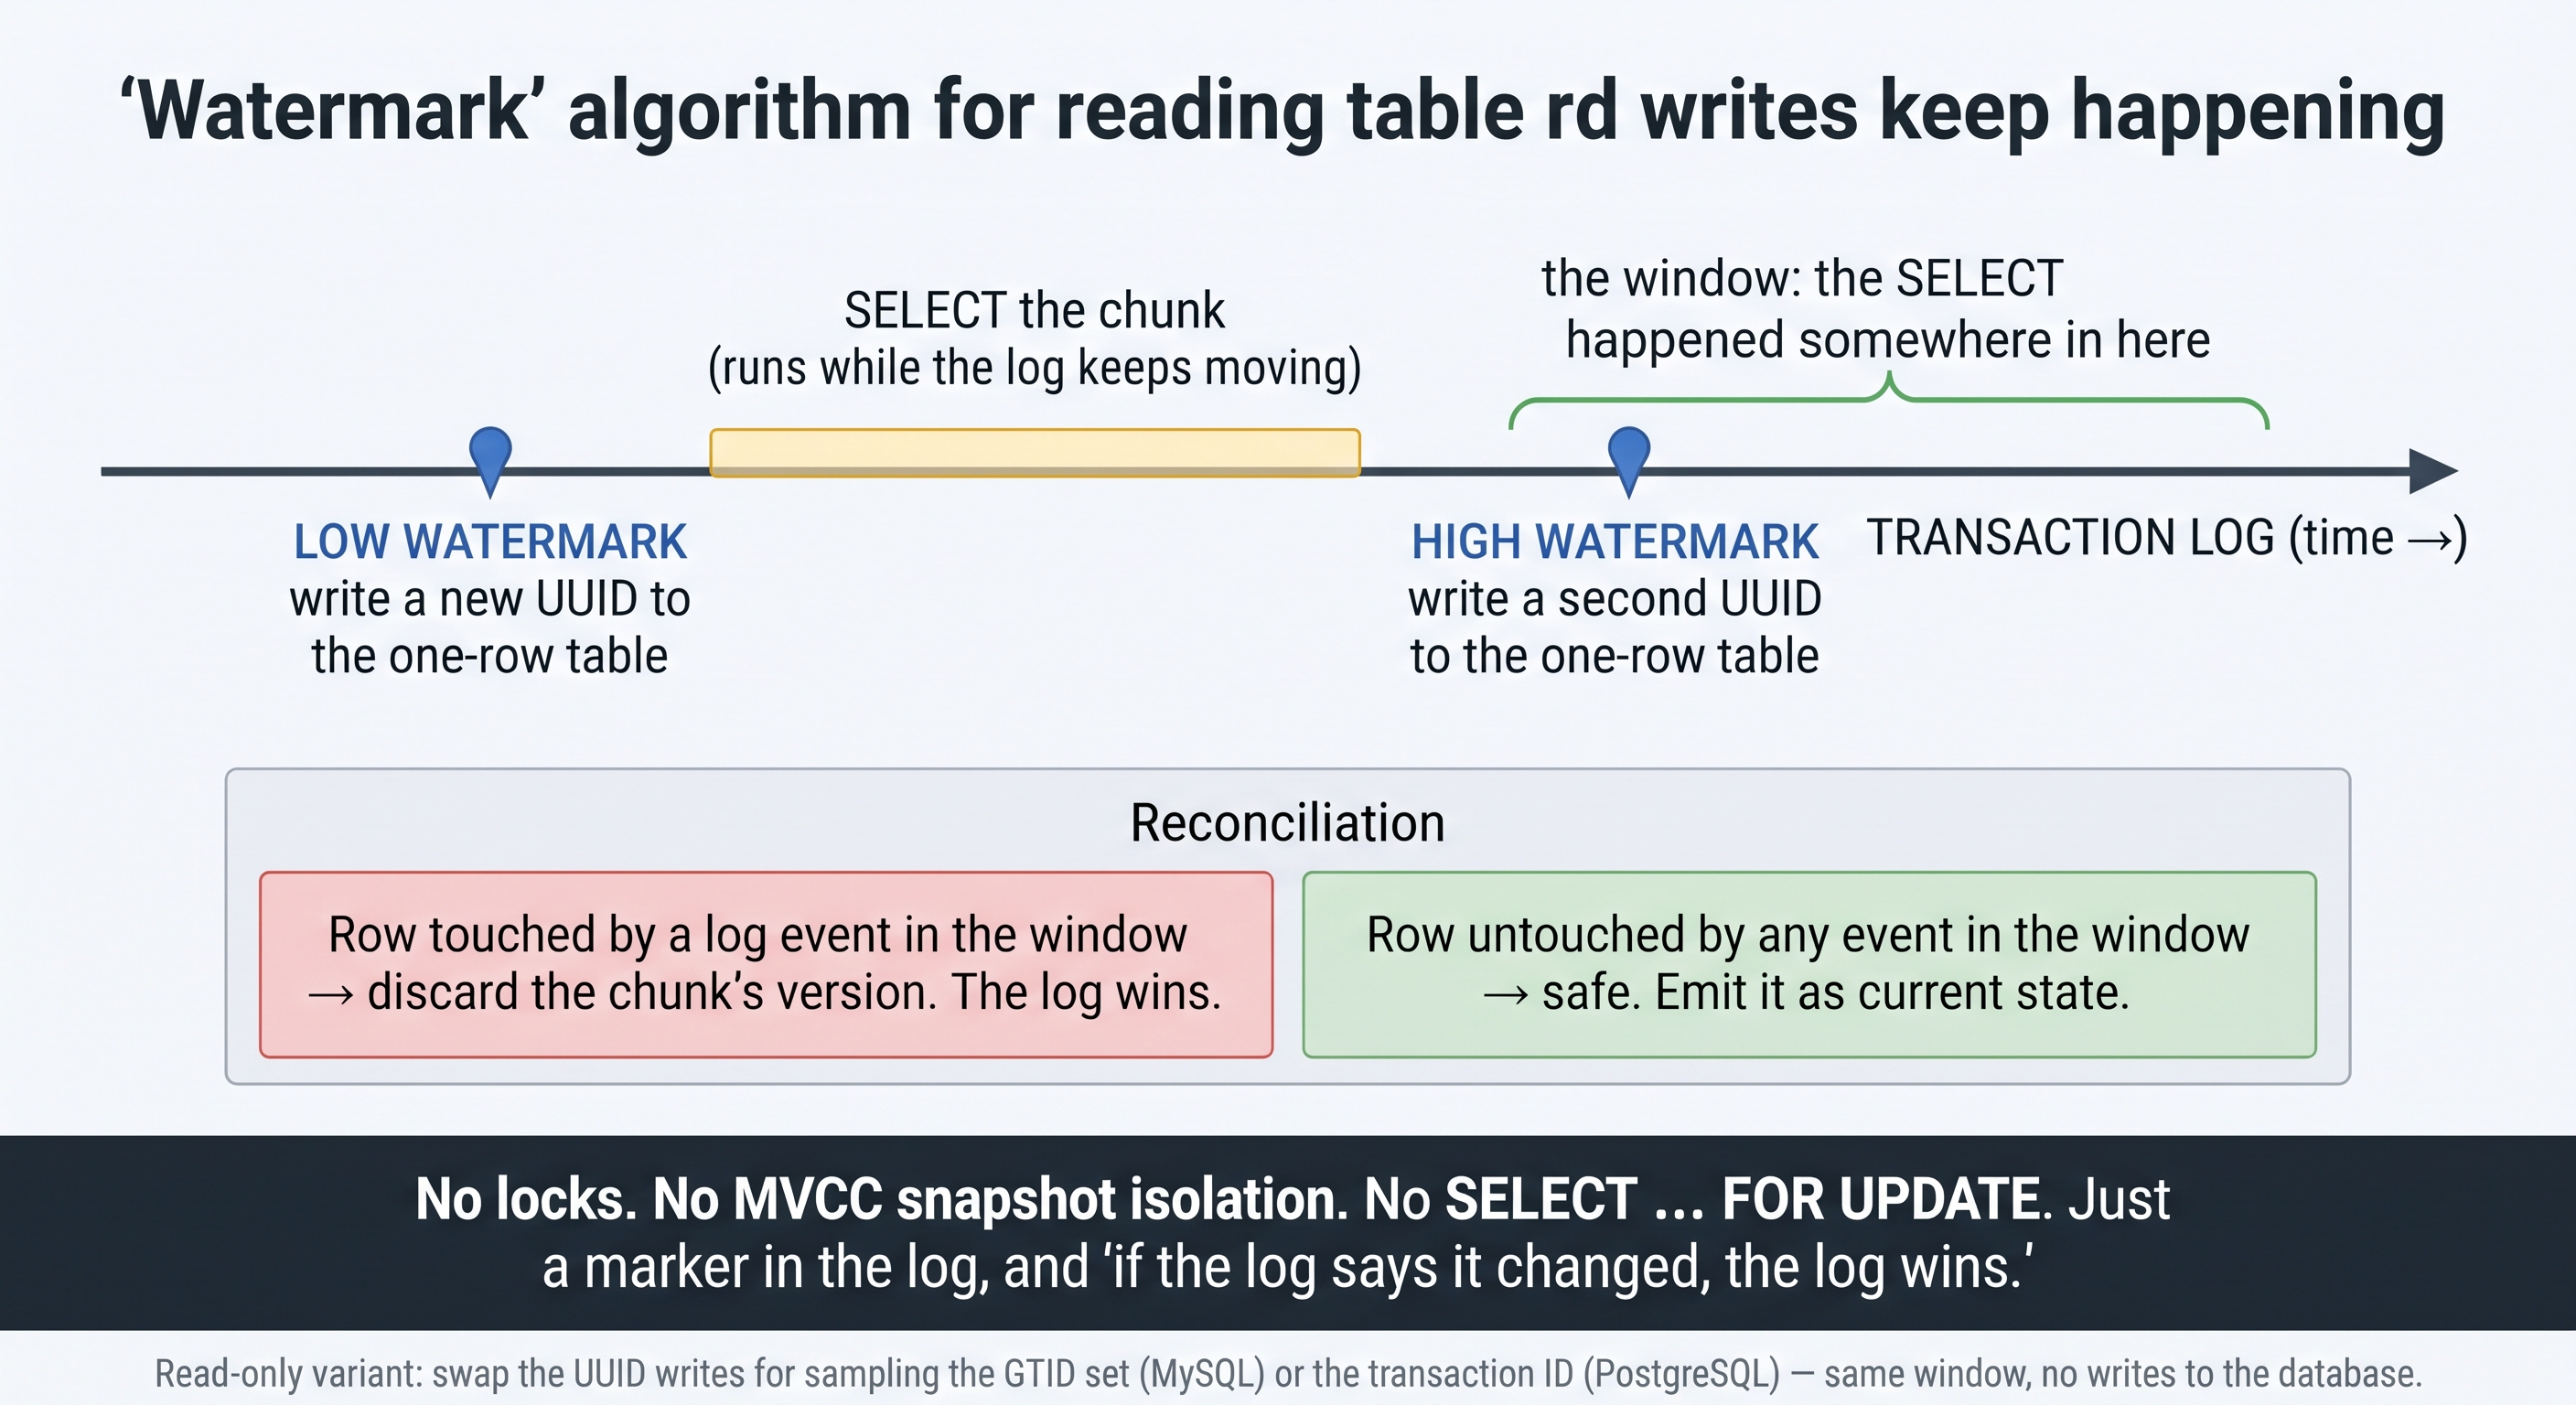 ‘Watermark’ algorithm for reading table rd writes keep happening
SELECT the chunk
(runs while the log keeps moving)
the window: the SELECT
happened somewhere in here
LOW WATERMARK
write a new UUID to
the one-row table
HIGH WATERMARK
write a second UUID
to the one-row table
TRANSACTION LOG (time →)
Reconciliation
Row touched by a log event in the window
→ discard the chunk’s version. The log wins.
Row untouched by any event in the window
→ safe. Emit it as current state.
No locks. No MVCC snapshot isolation. No SELECT ... FOR UPDATE. Just
a marker in the log, and 'if the log says it changed, the log wins.'
Read-only variant: swap the UUID writes for sampling the GTID set (MySQL) or the transaction ID (PostgreSQL) — same window, no writes to the database.